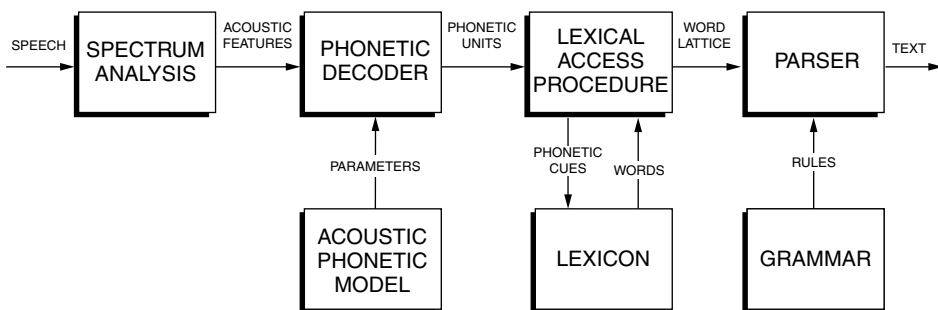 SPEECH
SPECTRUM
ANALYSIS
ACOUSTIC
FEATURES
PHONETIC
DECODER
PHONETIC
UNITS
LEXICAL
ACCESS
PROCEDURE
WORD
LATTICE
PARSER
TEXT
PARAMETERS
PHONETIC
CUES
WORDS
RULES
ACOUSTIC
PHONETIC
MODEL
LEXICON
GRAMMAR